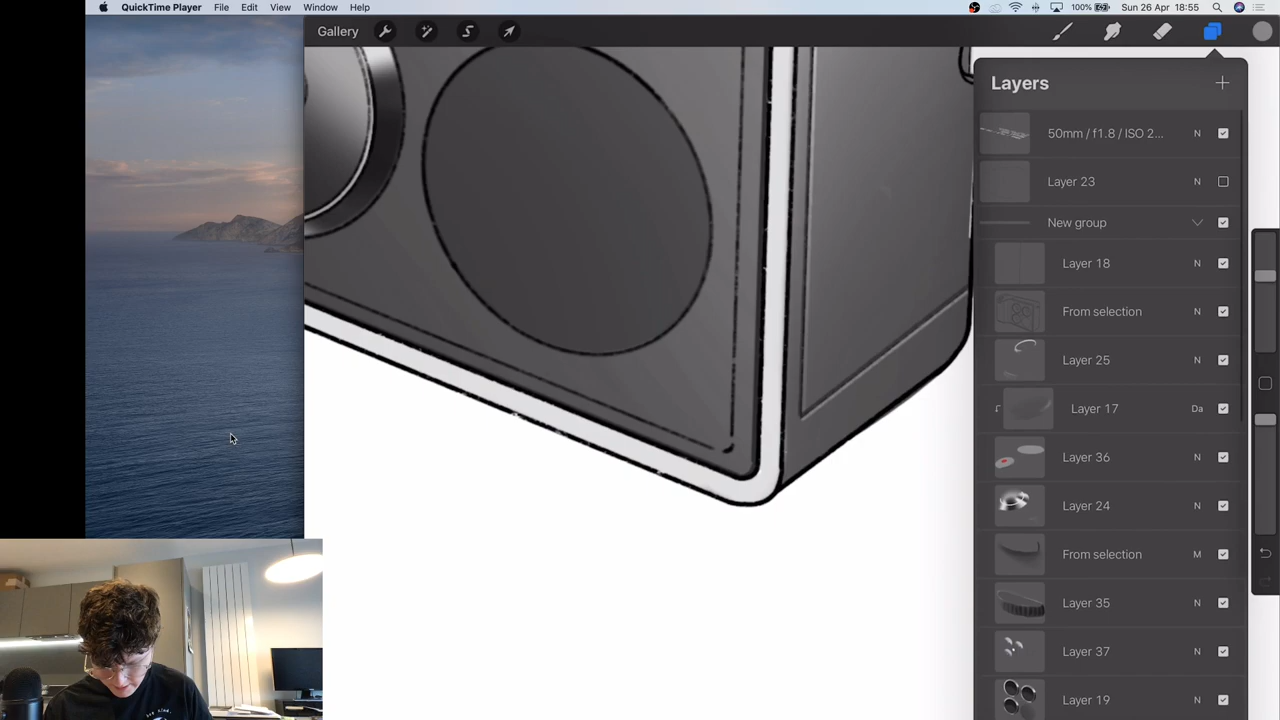 QuickTime Player File Edit View Window Help 100% Sun 26 Apr 18:55
Gallery
Layers
50mm / f1.8 / ISO 2... N
Layer 23 N
New group
Layer 18 N
From selection N
Layer 25 N
Layer 17 Da
Layer 36 N
Layer 24 N
From selection M
Layer 35 N
Layer 37 N
Layer 19 N